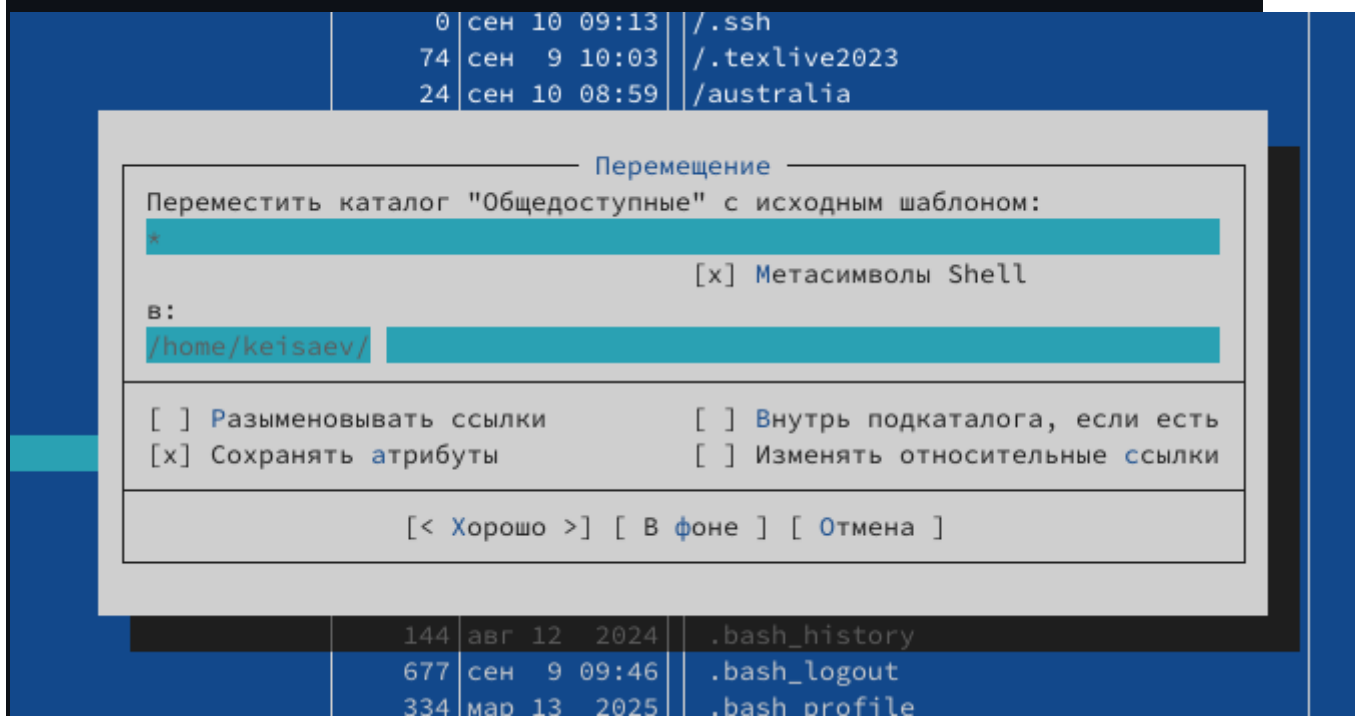 0 сен 10 09:13 /.ssh
74 сен 9 10:03 /.texlive2023
24 сен 10 08:59 /australia
Перемещение
Переместить каталог "Общедоступные" с исходным шаблоном:
*
[x] Метасимволы Shell
в:
/home/keisaev/
[ ] Разыменовывать ссылки [ ] Внутрь подкаталога, если есть
[x] Сохранять атрибуты [ ] Изменять относительные ссылки
[< Хорошо >] [ В фоне ] [ Отмена ]
144 авг 12 2024 .bash_history
677 сен 9 09:46 .bash_logout
334 мар 13 2025 .bash_profile